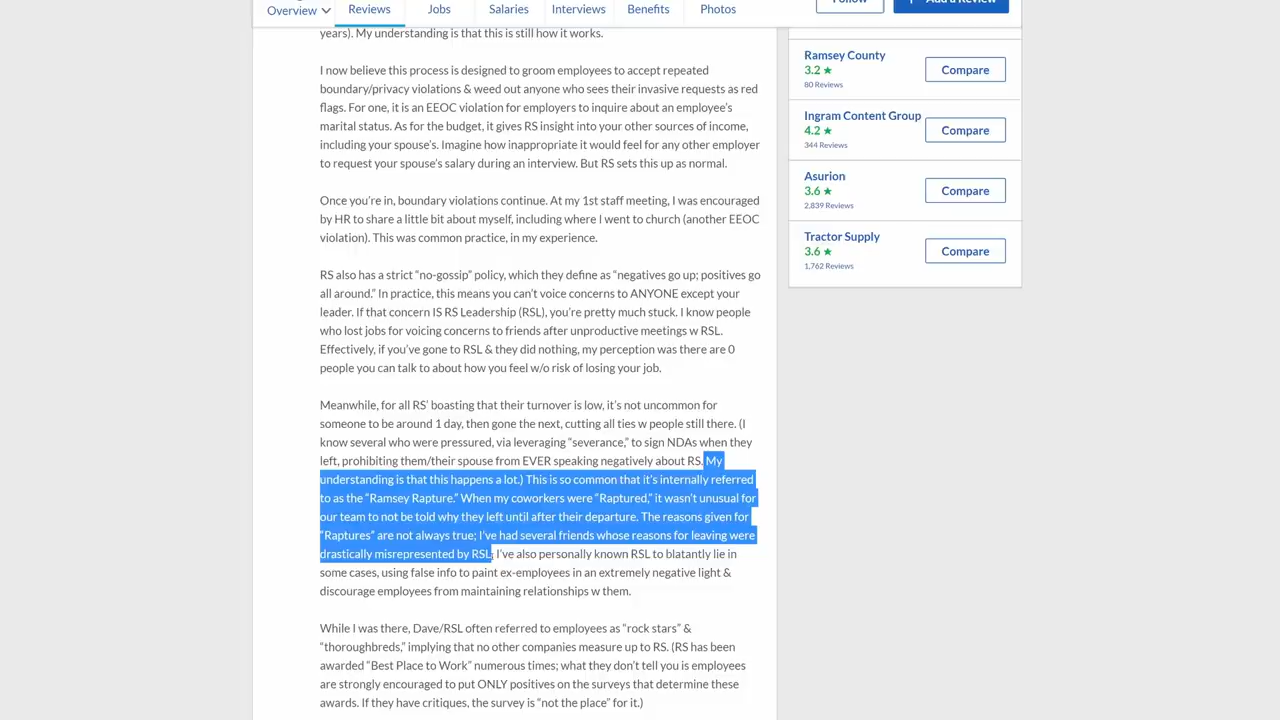 Overview
Reviews
Jobs
Salaries
Interviews
Benefits
Photos
Follow
+ Add a Review
years). My understanding is that this is still how it works.
I now believe this process is designed to groom employees to accept repeated
boundary/privacy violations & weed out anyone who sees their invasive requests as red
flags. For one, it is an EEOC violation for employers to inquire about an employee's
marital status. As for the budget, it gives RS insight into your other sources of income,
including your spouse's. Imagine how inappropriate it would feel for any other employer
to request your spouse's salary during an interview. But RS sets this up as normal.
Once you're in, boundary violations continue. At my 1st staff meeting, I was encouraged
by HR to share a little bit about myself, including where I went to church (another EEOC
violation). This was common practice, in my experience.
RS also has a strict "no-gossip" policy, which they define as "negatives go up; positives go
all around." In practice, this means you can't voice concerns to ANYONE except your
leader. If that concern IS RS Leadership (RSL), you're pretty much stuck. I know people
who lost jobs for voicing concerns to friends after unproductive meetings w RSL.
Effectively, if you've gone to RSL & they did nothing, my perception was there are 0
people you can talk to about how you feel w/o risk of losing your job.
Meanwhile, for all RS' boasting that their turnover is low, it's not uncommon for
someone to be around 1 day, then gone the next, cutting all ties w people still there. (I
know several who were pressured, via leveraging "severance," to sign NDAs when they
left, prohibiting them/their spouse from EVER speaking negatively about RS. My
understanding is that this happens a lot.) This is so common that it's internally referred
to as the "Ramsey Rapture." When my coworkers were "Raptured," it wasn't unusual for
our team to not be told why they left until after their departure. The reasons given for
"Raptures" are not always true; I've had several friends whose reasons for leaving were
drastically misrepresented by RSL. I've also personally known RSL to blatantly lie in
some cases, using false info to paint ex-employees in an extremely negative light &
discourage employees from maintaining relationships w them.
While I was there, Dave/RSL often referred to employees as "rock stars" &
"thoroughbreds," implying that no other companies measure up to RS. (RS has been
awarded "Best Place to Work" numerous times; what they don't tell you is employees
are strongly encouraged to put ONLY positives on the surveys that determine these
awards. If they have critiques, the survey is "not the place" for it.)
Ramsey County
3.2 ★
80 Reviews
Compare
Ingram Content Group
4.2 ★
344 Reviews
Compare
Asurion
3.6 ★
2,839 Reviews
Compare
Tractor Supply
3.6 ★
1,762 Reviews
Compare